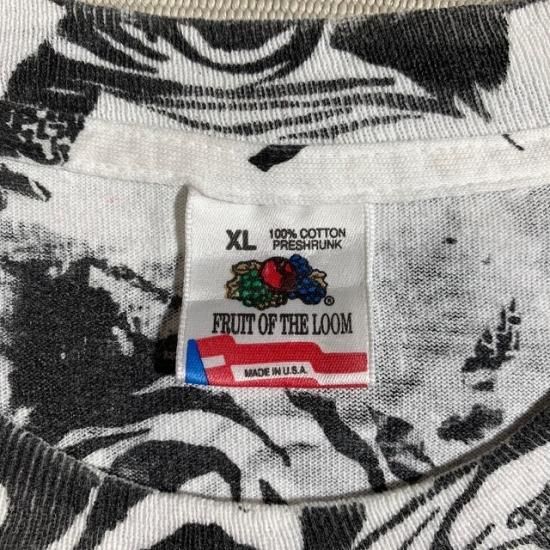 XL 100% COTTON
PRESHRUNK
®
FRUIT OF THE LOOM
MADE IN U.S.A.